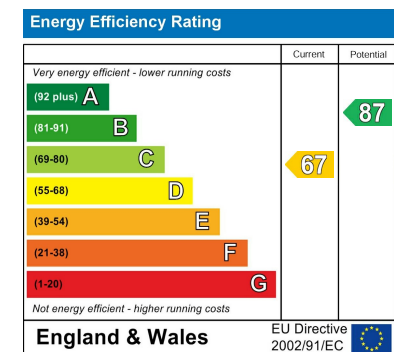 Energy Efficiency Rating
Current Potential
Very energy efficient - lower running costs
(92 plus) A
(81-91) B
87
(69-80) C
67
(55-68) D
(39-54) E
(21-38) F
(1-20) G
Not energy efficient - higher running costs
England & Wales
EU Directive
2002/91/EC